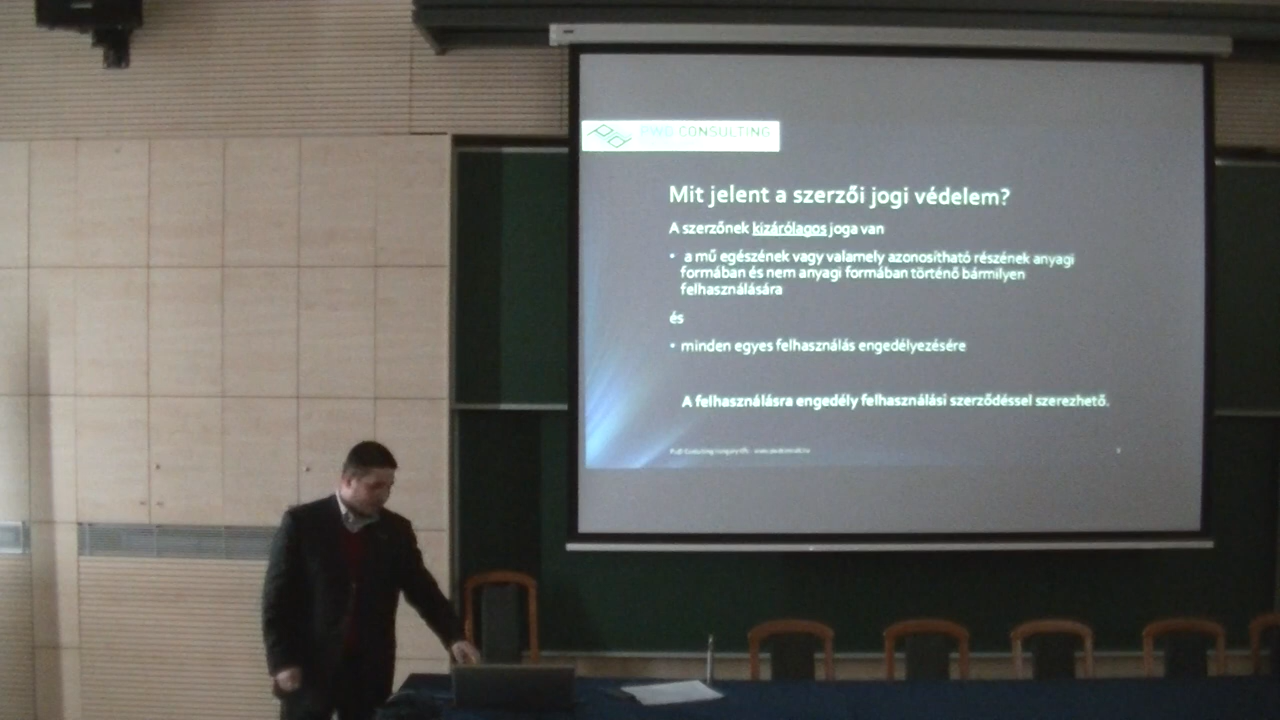 PWD CONSULTING
Mit jelent a szerzői jogi védelem?
A szerzőnek kizárólagos joga van
• a mű egészének vagy valamely azonosítható részének anyagi
formában és nem anyagi formában történő bármilyen
felhasználására
és
• minden egyes felhasználás engedélyezésére
A felhasználásra engedély felhasználási szerződéssel szerezhető.